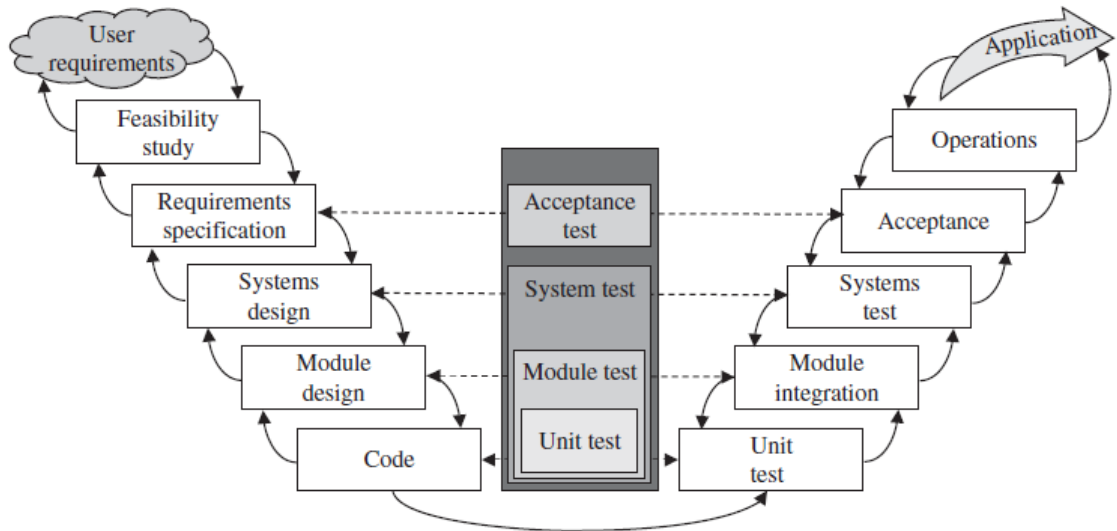 User
requirements
Application
Feasibility
study
Operations
Requirements
specification
Acceptance
test
Acceptance
Systems
design
System test
Systems
test
Module
design
Module test
Module
integration
Code
Unit test
Unit
test